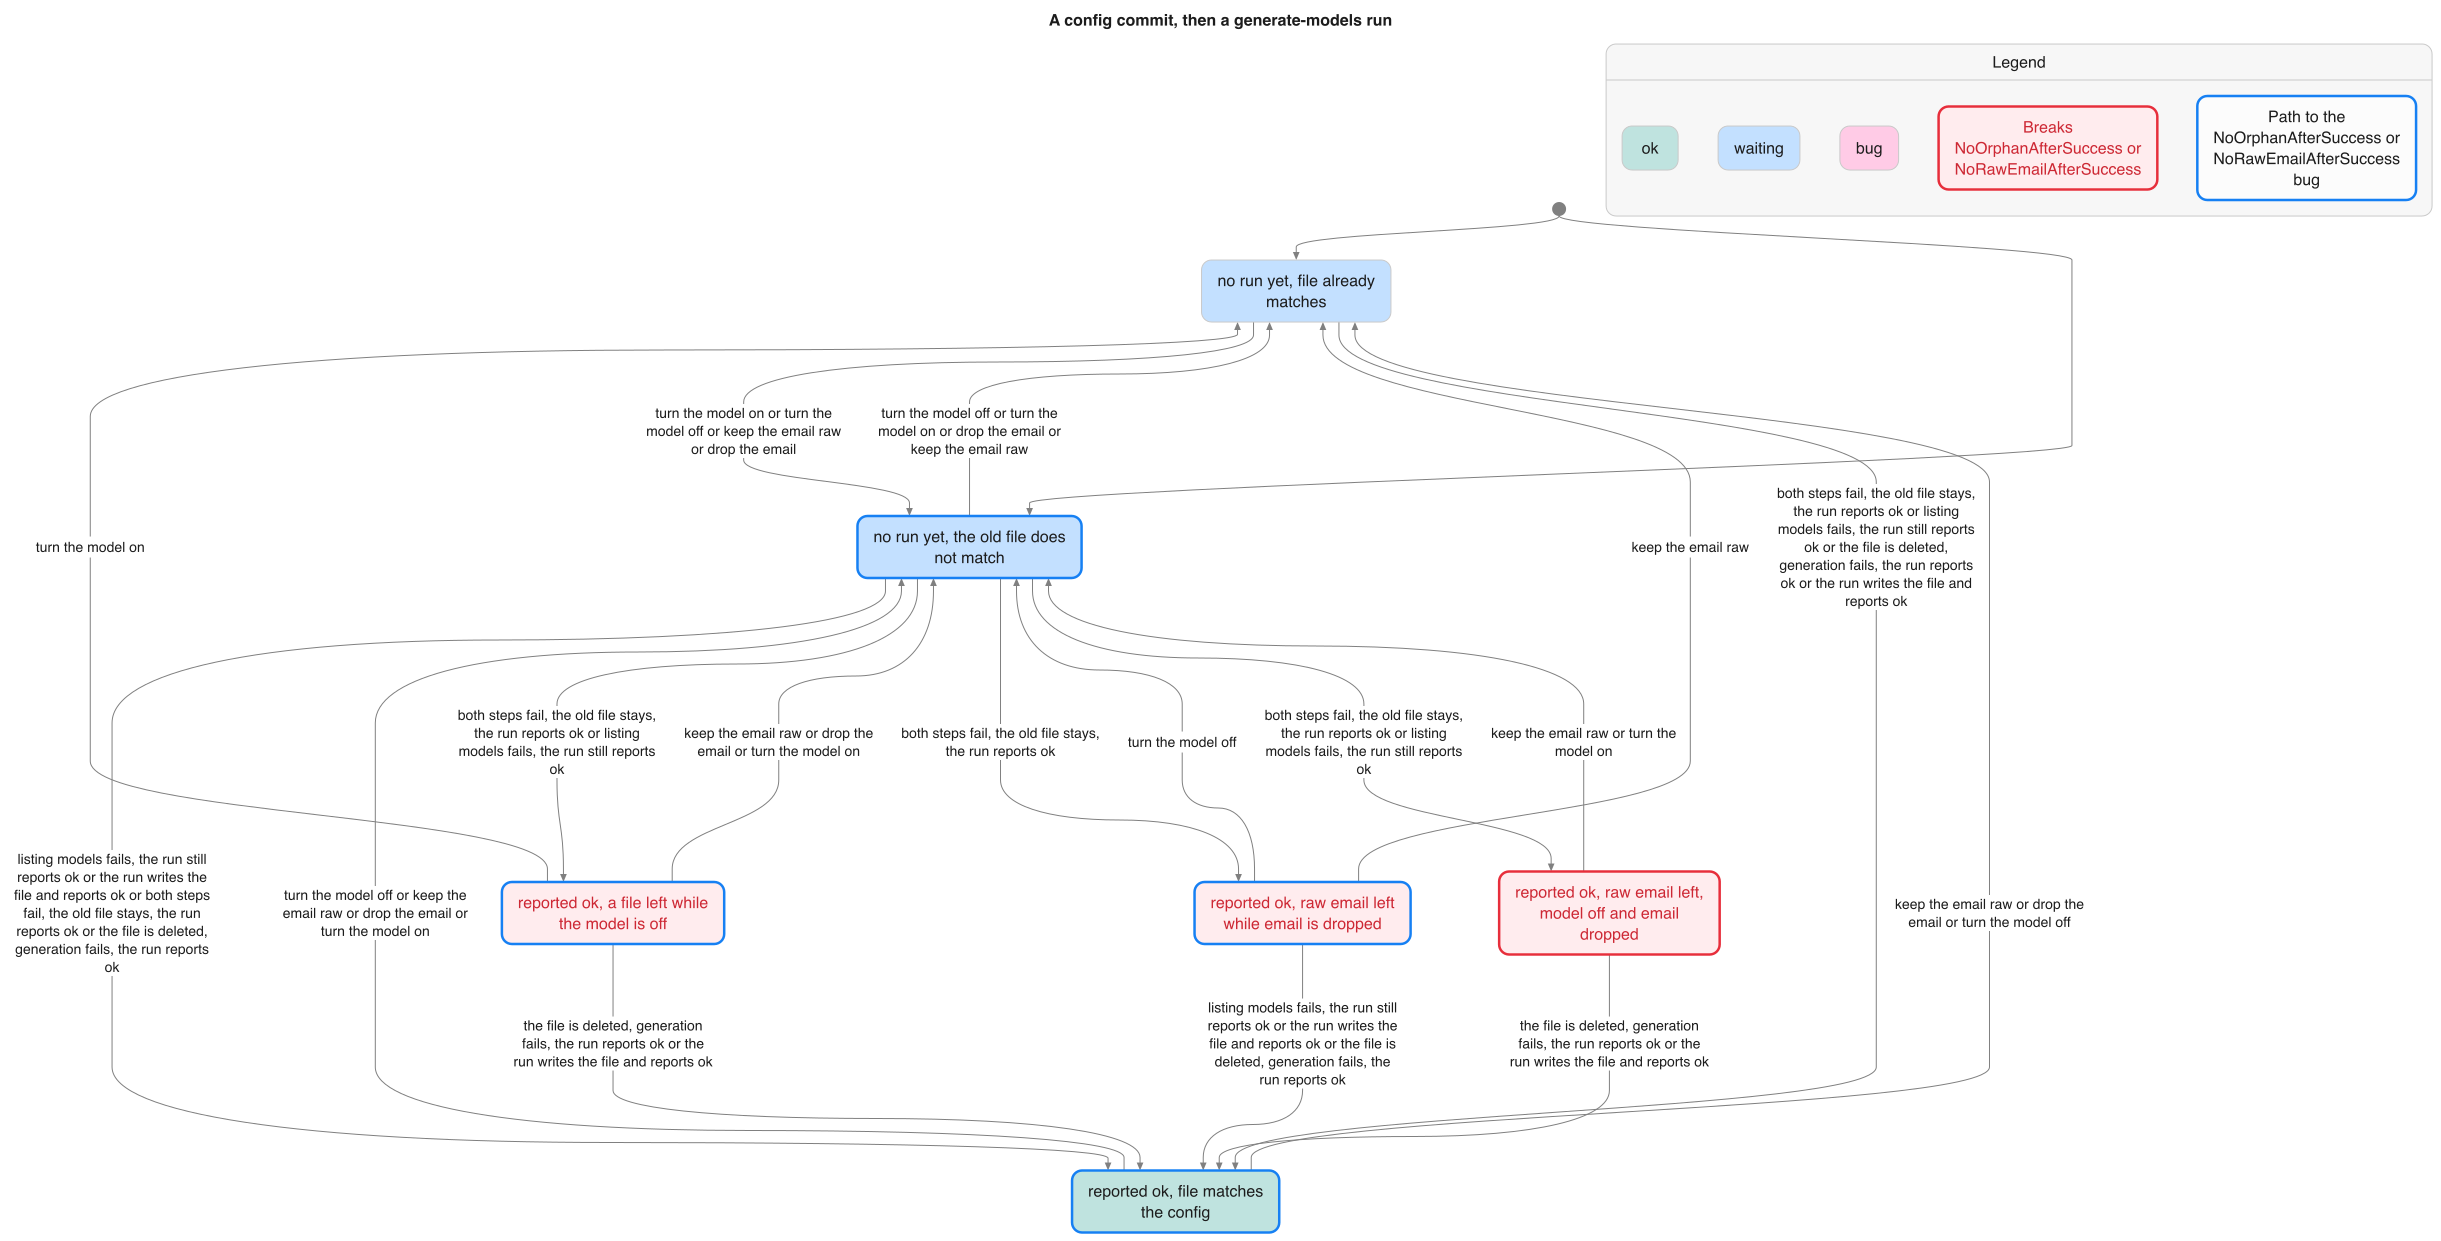 A config commit, then a generate-models run
Legend
ok
waiting
bug
Breaks
NoOrphanAfterSuccess or
NoRawEmailAfterSuccess
Path to the
NoOrphanAfterSuccess or
NoRawEmailAfterSuccess
bug
no run yet, file already
matches
turn the model on or turn the
model off or keep the email raw
or drop the email
turn the model off or turn the
model on or drop the email or
keep the email raw
both steps fail, the old file stays,
the run reports ok or listing
models fails, the run still reports
ok or the file is deleted,
generation fails, the run reports
ok or the run writes the file and
reports ok
turn the model on
no run yet, the old file does
not match
keep the email raw
both steps fail, the old file stays,
the run reports ok or listing
models fails, the run still reports
ok
keep the email raw or drop the
email or turn the model on
both steps fail, the old file stays,
the run reports ok
turn the model off
both steps fail, the old file stays,
the run reports ok or listing
models fails, the run still reports
ok
keep the email raw or turn the
model on
listing models fails, the run still
reports ok or the run writes the
file and reports ok or both steps
fail, the old file stays, the run
reports ok or the file is deleted,
generation fails, the run reports
ok
turn the model off or keep the
email raw or drop the email or
turn the model on
reported ok, a file left while
the model is off
reported ok, raw email left
while email is dropped
reported ok, raw email left,
model off and email
dropped
keep the email raw or drop the
email or turn the model off
the file is deleted, generation
fails, the run reports ok or the
run writes the file and reports ok
listing models fails, the run still
reports ok or the run writes the
file and reports ok or the file is
deleted, generation fails, the
run reports ok
the file is deleted, generation
fails, the run reports ok or the
run writes the file and reports ok
reported ok, file matches
the config